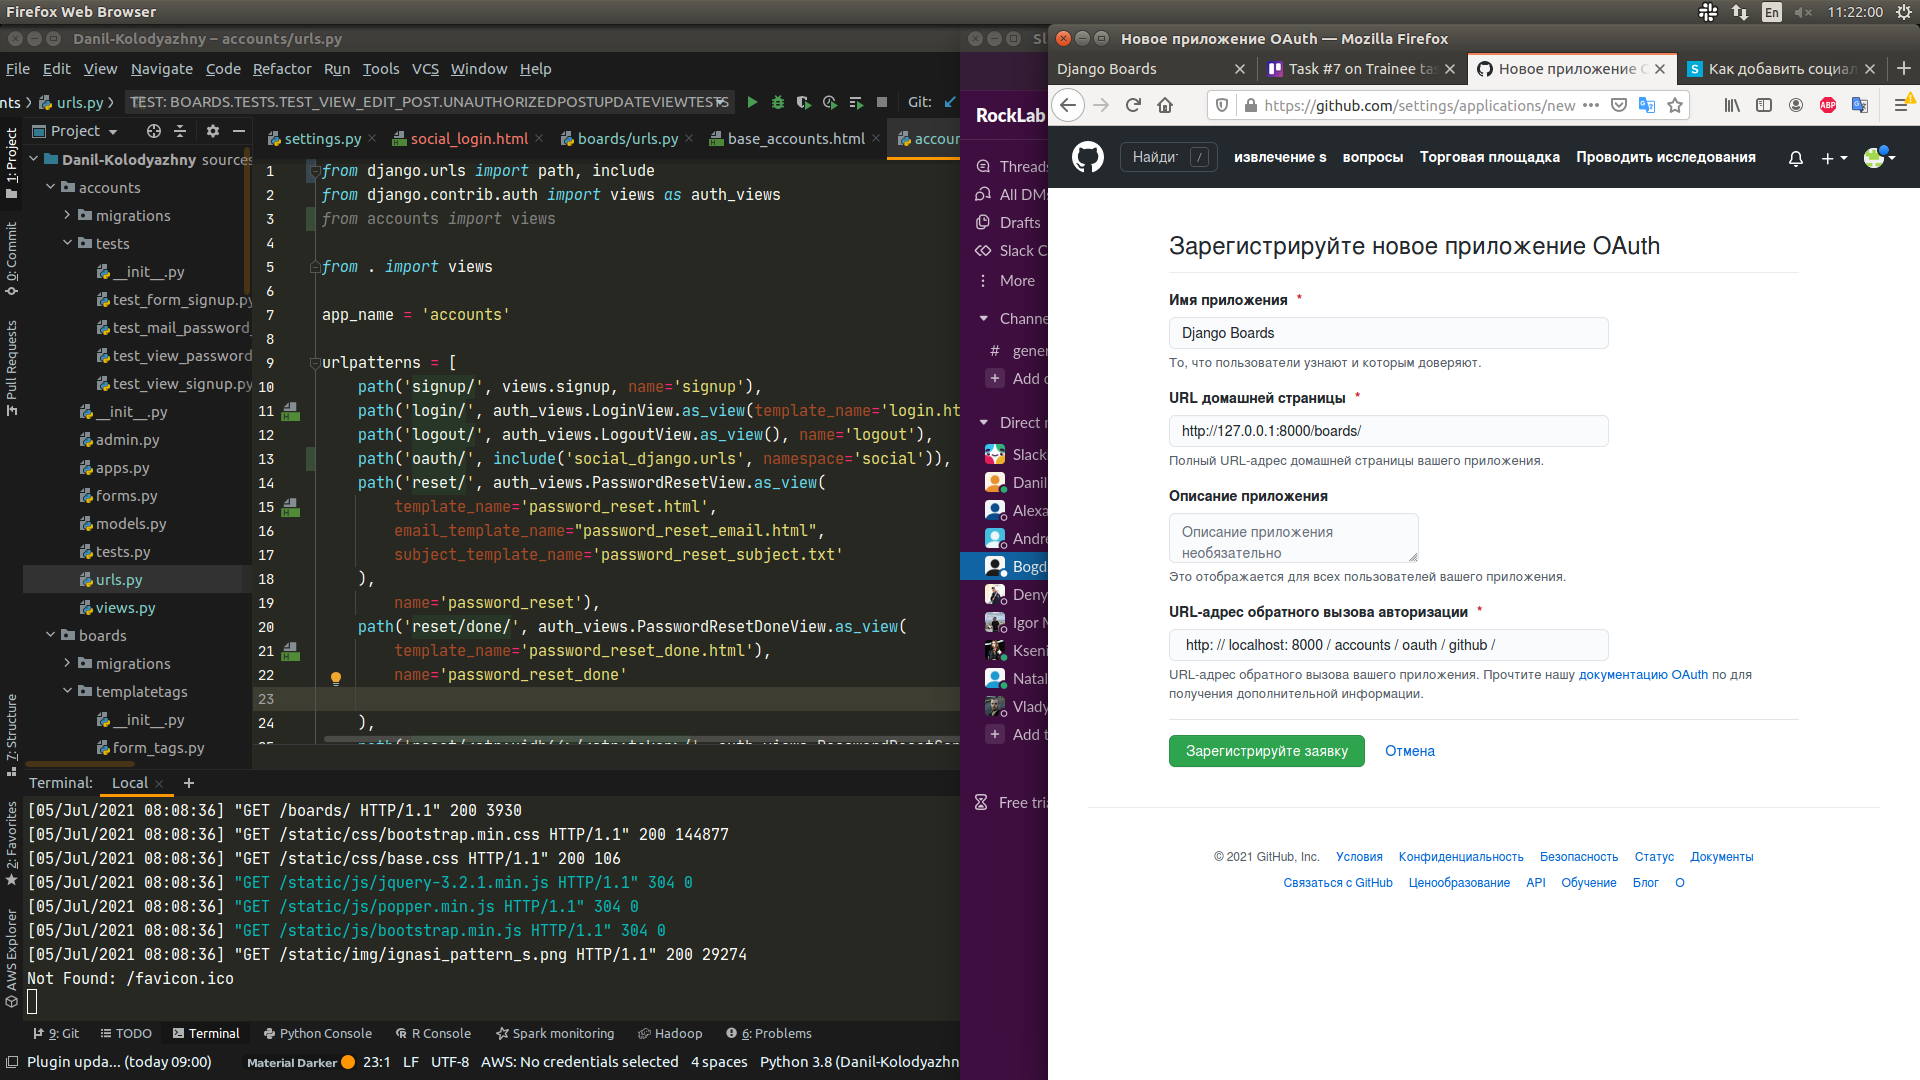 Firefox Web Browser
En
11:22:00
Danil-Kolodyazhny – accounts/urls.py
File Edit View Navigate Code Refactor Run Tools VCS Window Help
urls.py
BOARDS.TESTS.TEST_VIEW_EDIT_POST.UNAUTHORIZEDPOSTUPDATEVIEWTESTS
Git:
Project
settings.py
social_login.html
boards/urls.py
base_accounts.html
1: Project
0: Commit
Pull Requests
7: Structure
2: Favorites
AWS Explorer
Danil-Kolodyazhny
accounts
migrations
tests
__init__.py
test_form_signup.py
test_mail_password_
test_view_password
test_view_signup.py
__init__.py
admin.py
apps.py
forms.py
models.py
tests.py
urls.py
views.py
boards
migrations
templatetags
__init__.py
form_tags.py
1 from django.urls import path, include
2 from django.contrib.auth import views as auth_views
3 from accounts import views
4
5 from . import views
6
7 app_name = 'accounts'
8
9 urlpatterns = [
10 path('signup/', views.signup, name='signup'),
11 path('login/', auth_views.LoginView.as_view(template_name='login.ht
12 path('logout/', auth_views.LogoutView.as_view(), name='logout'),
13 path('oauth/', include('social_django.urls', namespace='social')),
14 path('reset/', auth_views.PasswordResetView.as_view(
15 template_name='password_reset.html',
16 email_template_name="password_reset_email.html",
17 subject_template_name='password_reset_subject.txt'
18 ),
19 name='password_reset'),
20 path('reset/done/', auth_views.PasswordResetDoneView.as_view(
21 template_name='password_reset_done.html'),
22 name='password_reset_done'
23
24 ),
Terminal: Local
[05/Jul/2021 08:08:36] "GET /boards/ HTTP/1.1" 200 3930
[05/Jul/2021 08:08:36] "GET /static/css/bootstrap.min.css HTTP/1.1" 200 144877
[05/Jul/2021 08:08:36] "GET /static/css/base.css HTTP/1.1" 200 106
[05/Jul/2021 08:08:36] "GET /static/js/jquery-3.2.1.min.js HTTP/1.1" 304 0
[05/Jul/2021 08:08:36] "GET /static/js/popper.min.js HTTP/1.1" 304 0
[05/Jul/2021 08:08:36] "GET /static/js/bootstrap.min.js HTTP/1.1" 304 0
[05/Jul/2021 08:08:36] "GET /static/img/ignasi_pattern_s.png HTTP/1.1" 200 29274
Not Found: /favicon.ico
9: Git TODO Terminal Python Console R Console Spark monitoring Hadoop 6: Problems
Plugin upda... (today 09:00) Material Darker 23:1 LF UTF-8 AWS: No credentials selected 4 spaces Python 3.8 (Danil-Kolodyazhn
RockLab
Threads
All DMs
Drafts
Slack C
More
Channe
gener
Add c
Direct
Slack
Danil
Alexa
Andre
Bogd
Deny
Igor
Kseni
Natal
Vlady
Add t
Free tria
Новое приложение OAuth — Mozilla Firefox
Django Boards
Task #7 on Trainee tas
Новое приложение
Как добавить социал
https://github.com/settings/applications/new
ABP
Найди /
извлечение s вопросы Торговая площадка Проводить исследования
Зарегистрируйте новое приложение OAuth
Имя приложения *
Django Boards
То, что пользователи узнают и которым доверяют.
URL домашней страницы *
http://127.0.0.1:8000/boards/
Полный URL-адрес домашней страницы вашего приложения.
Описание приложения
Описание приложения
необязательно
Это отображается для всех пользователей вашего приложения.
URL-адрес обратного вызова авторизации *
http: // localhost: 8000 / accounts / oauth / github /
URL-адрес обратного вызова вашего приложения. Прочтите нашу документацию OAuth по для
получения дополнительной информации.
Зарегистрируйте заявку Отмена
© 2021 GitHub, Inc. Условия Конфиденциальность Безопасность Статус Документы
Связаться с GitHub Ценообразование API Обучение Блог О